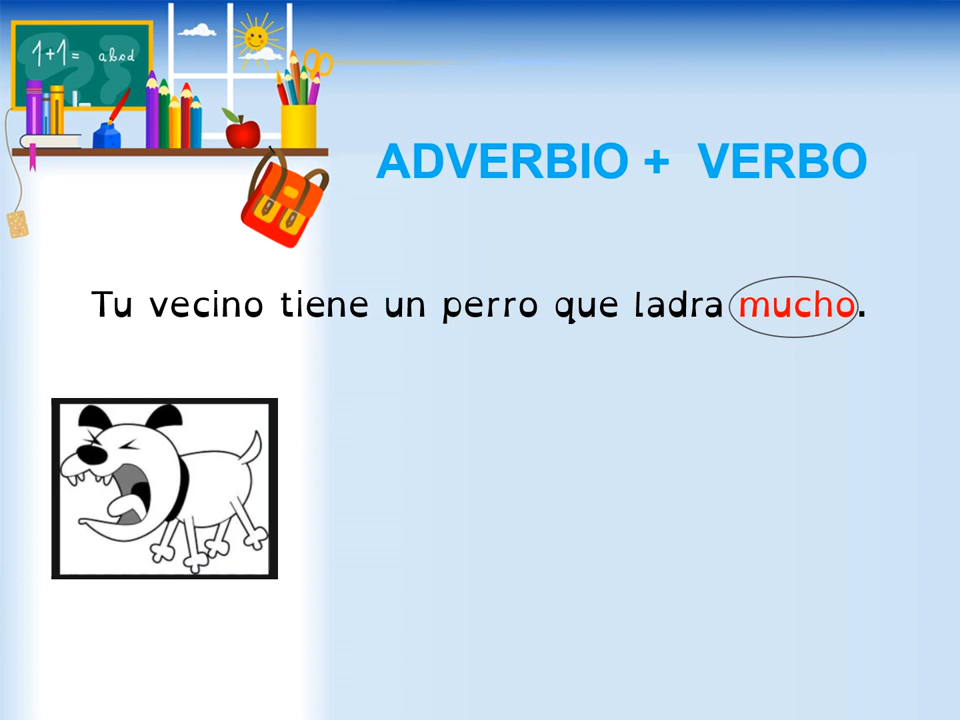 1+1= abcd
ADVERBIO + VERBO
Tu vecino tiene un perro que ladra mucho.